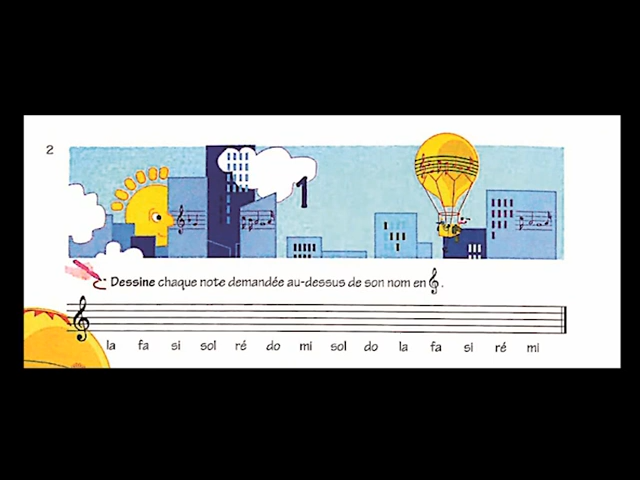 2
1
Dessine chaque note demandée au-dessus de son nom en 𝄞.
la fa si sol ré do mi sol do la fa si ré mi